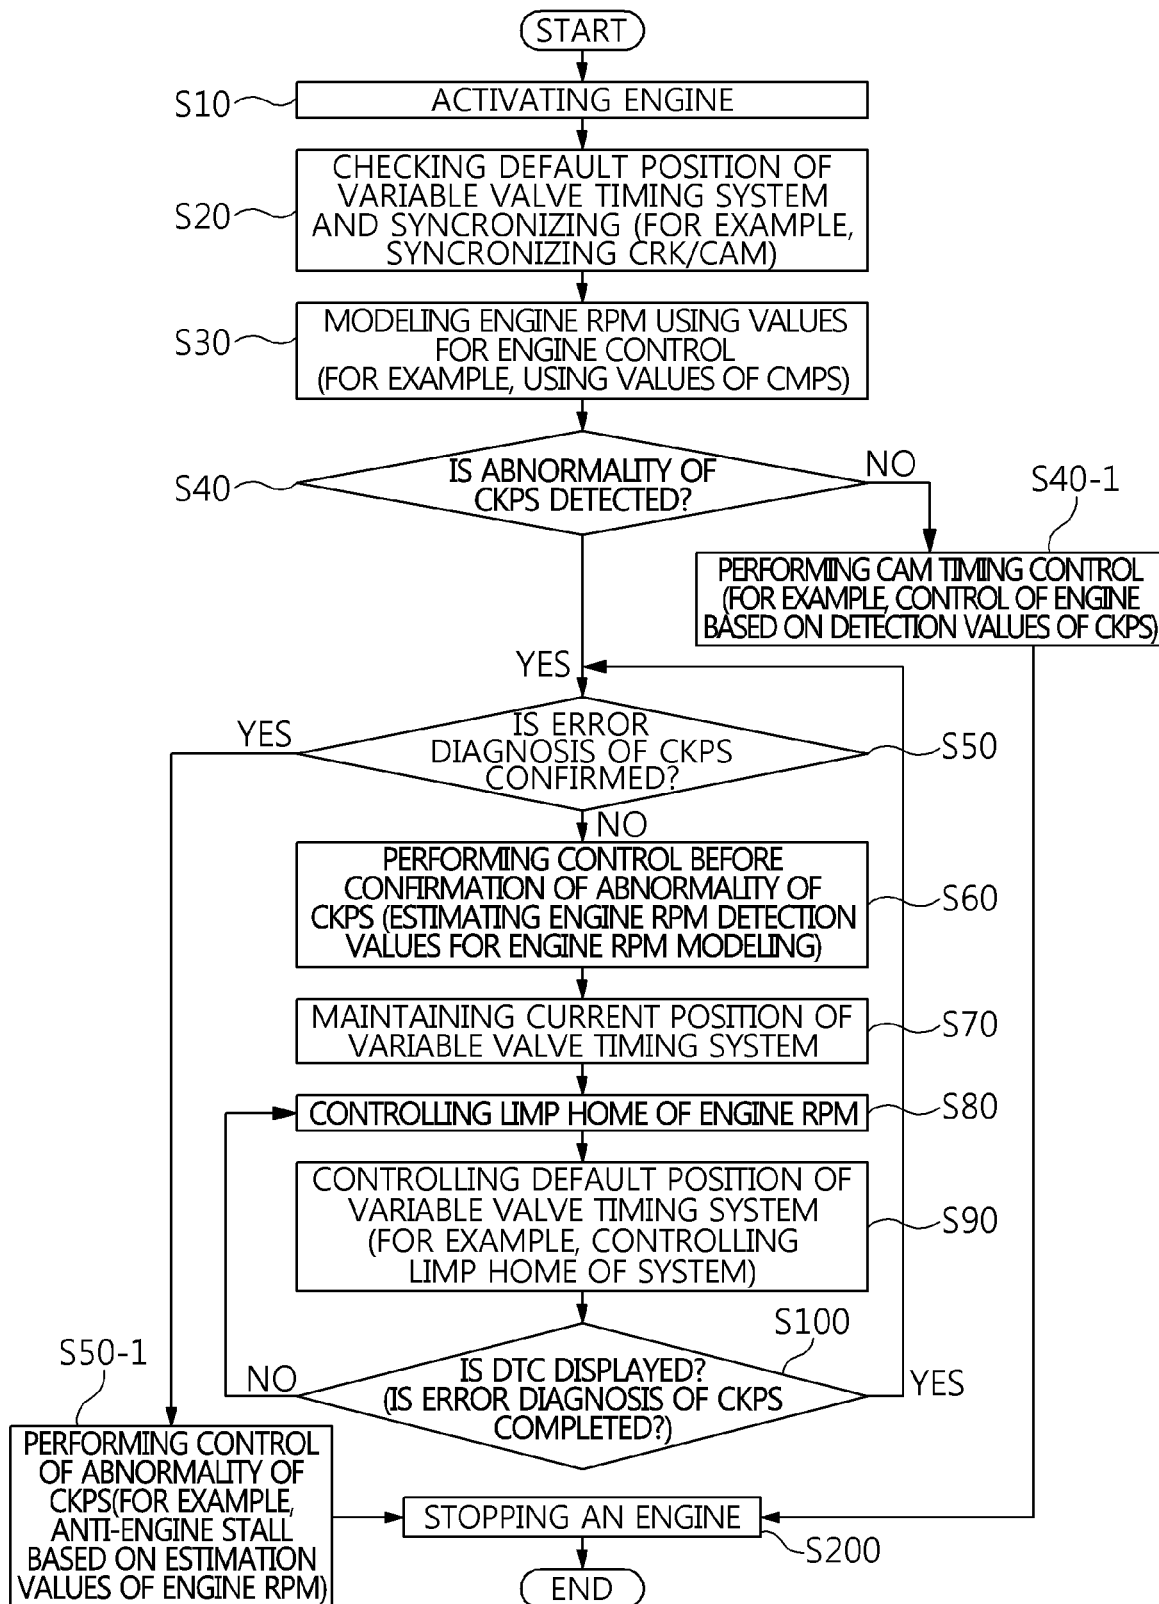 START
S10
ACTIVATING ENGINE
S20
CHECKING DEFAULT POSITION OF
VARIABLE VALVE TIMING SYSTEM
AND SYNCRONIZING (FOR EXAMPLE,
SYNCRONIZING CRK/CAM)
S30
MODELING ENGINE RPM USING VALUES
FOR ENGINE CONTROL
(FOR EXAMPLE, USING VALUES OF CMPS)
S40
IS ABNORMALITY OF
CKPS DETECTED?
NO
S40-1
PERFORMING CAM TIMING CONTROL
(FOR EXAMPLE, CONTROL OF ENGINE
BASED ON DETECTION VALUES OF CKPS)
YES
YES
IS ERROR
DIAGNOSIS OF CKPS
CONFIRMED?
S50
NO
PERFORMING CONTROL BEFORE
CONFIRMATION OF ABNORMALITY OF
CKPS (ESTIMATING ENGINE RPM DETECTION
VALUES FOR ENGINE RPM MODELING)
S60
MAINTAINING CURRENT POSITION OF
VARIABLE VALVE TIMING SYSTEM
S70
CONTROLLING LIMP HOME OF ENGINE RPM
S80
CONTROLLING DEFAULT POSITION OF
VARIABLE VALVE TIMING SYSTEM
(FOR EXAMPLE, CONTROLLING
LIMP HOME OF SYSTEM)
S90
S100
IS DTC DISPLAYED?
(IS ERROR DIAGNOSIS OF CKPS
COMPLETED?)
NO
YES
S50-1
PERFORMING CONTROL
OF ABNORMALITY OF
CKPS(FOR EXAMPLE,
ANTI-ENGINE STALL
BASED ON ESTIMATION
VALUES OF ENGINE RPM)
STOPPING AN ENGINE
S200
END